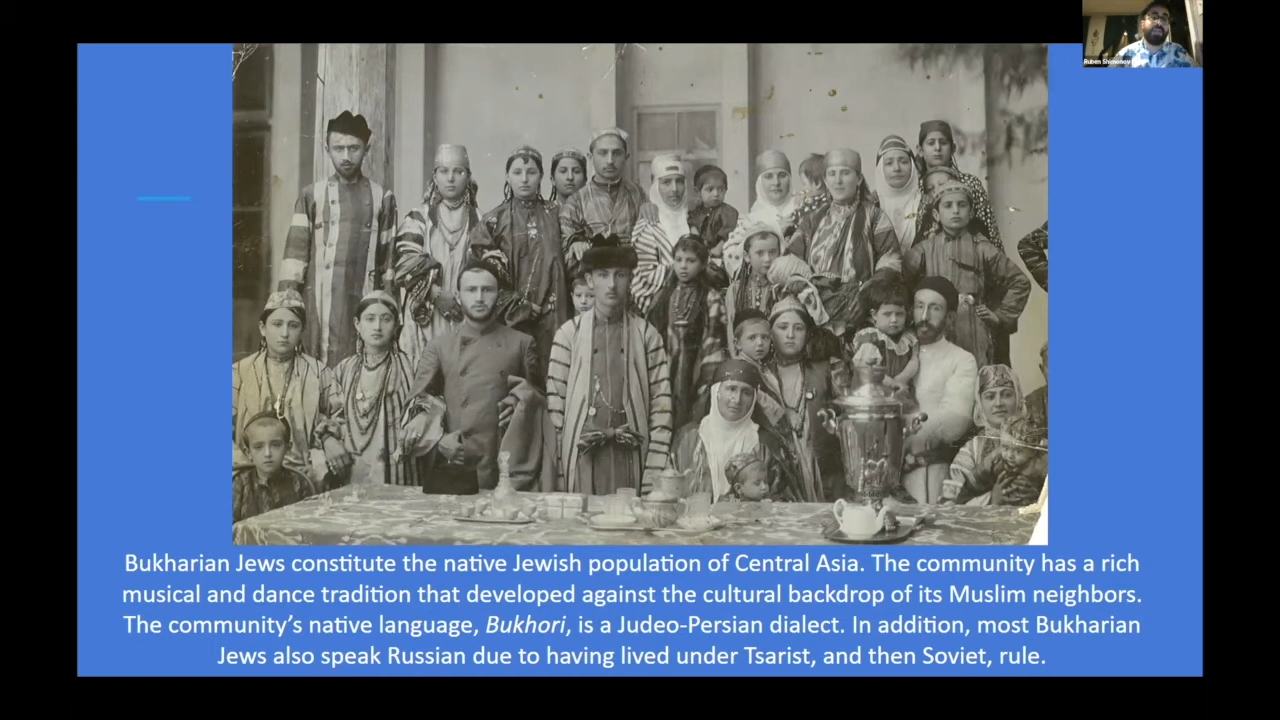 Ruben Shimonov
Bukharian Jews constitute the native Jewish population of Central Asia. The community has a rich
musical and dance tradition that developed against the cultural backdrop of its Muslim neighbors.
The community’s native language, Bukhori, is a Judeo-Persian dialect. In addition, most Bukharian
Jews also speak Russian due to having lived under Tsarist, and then Soviet, rule.